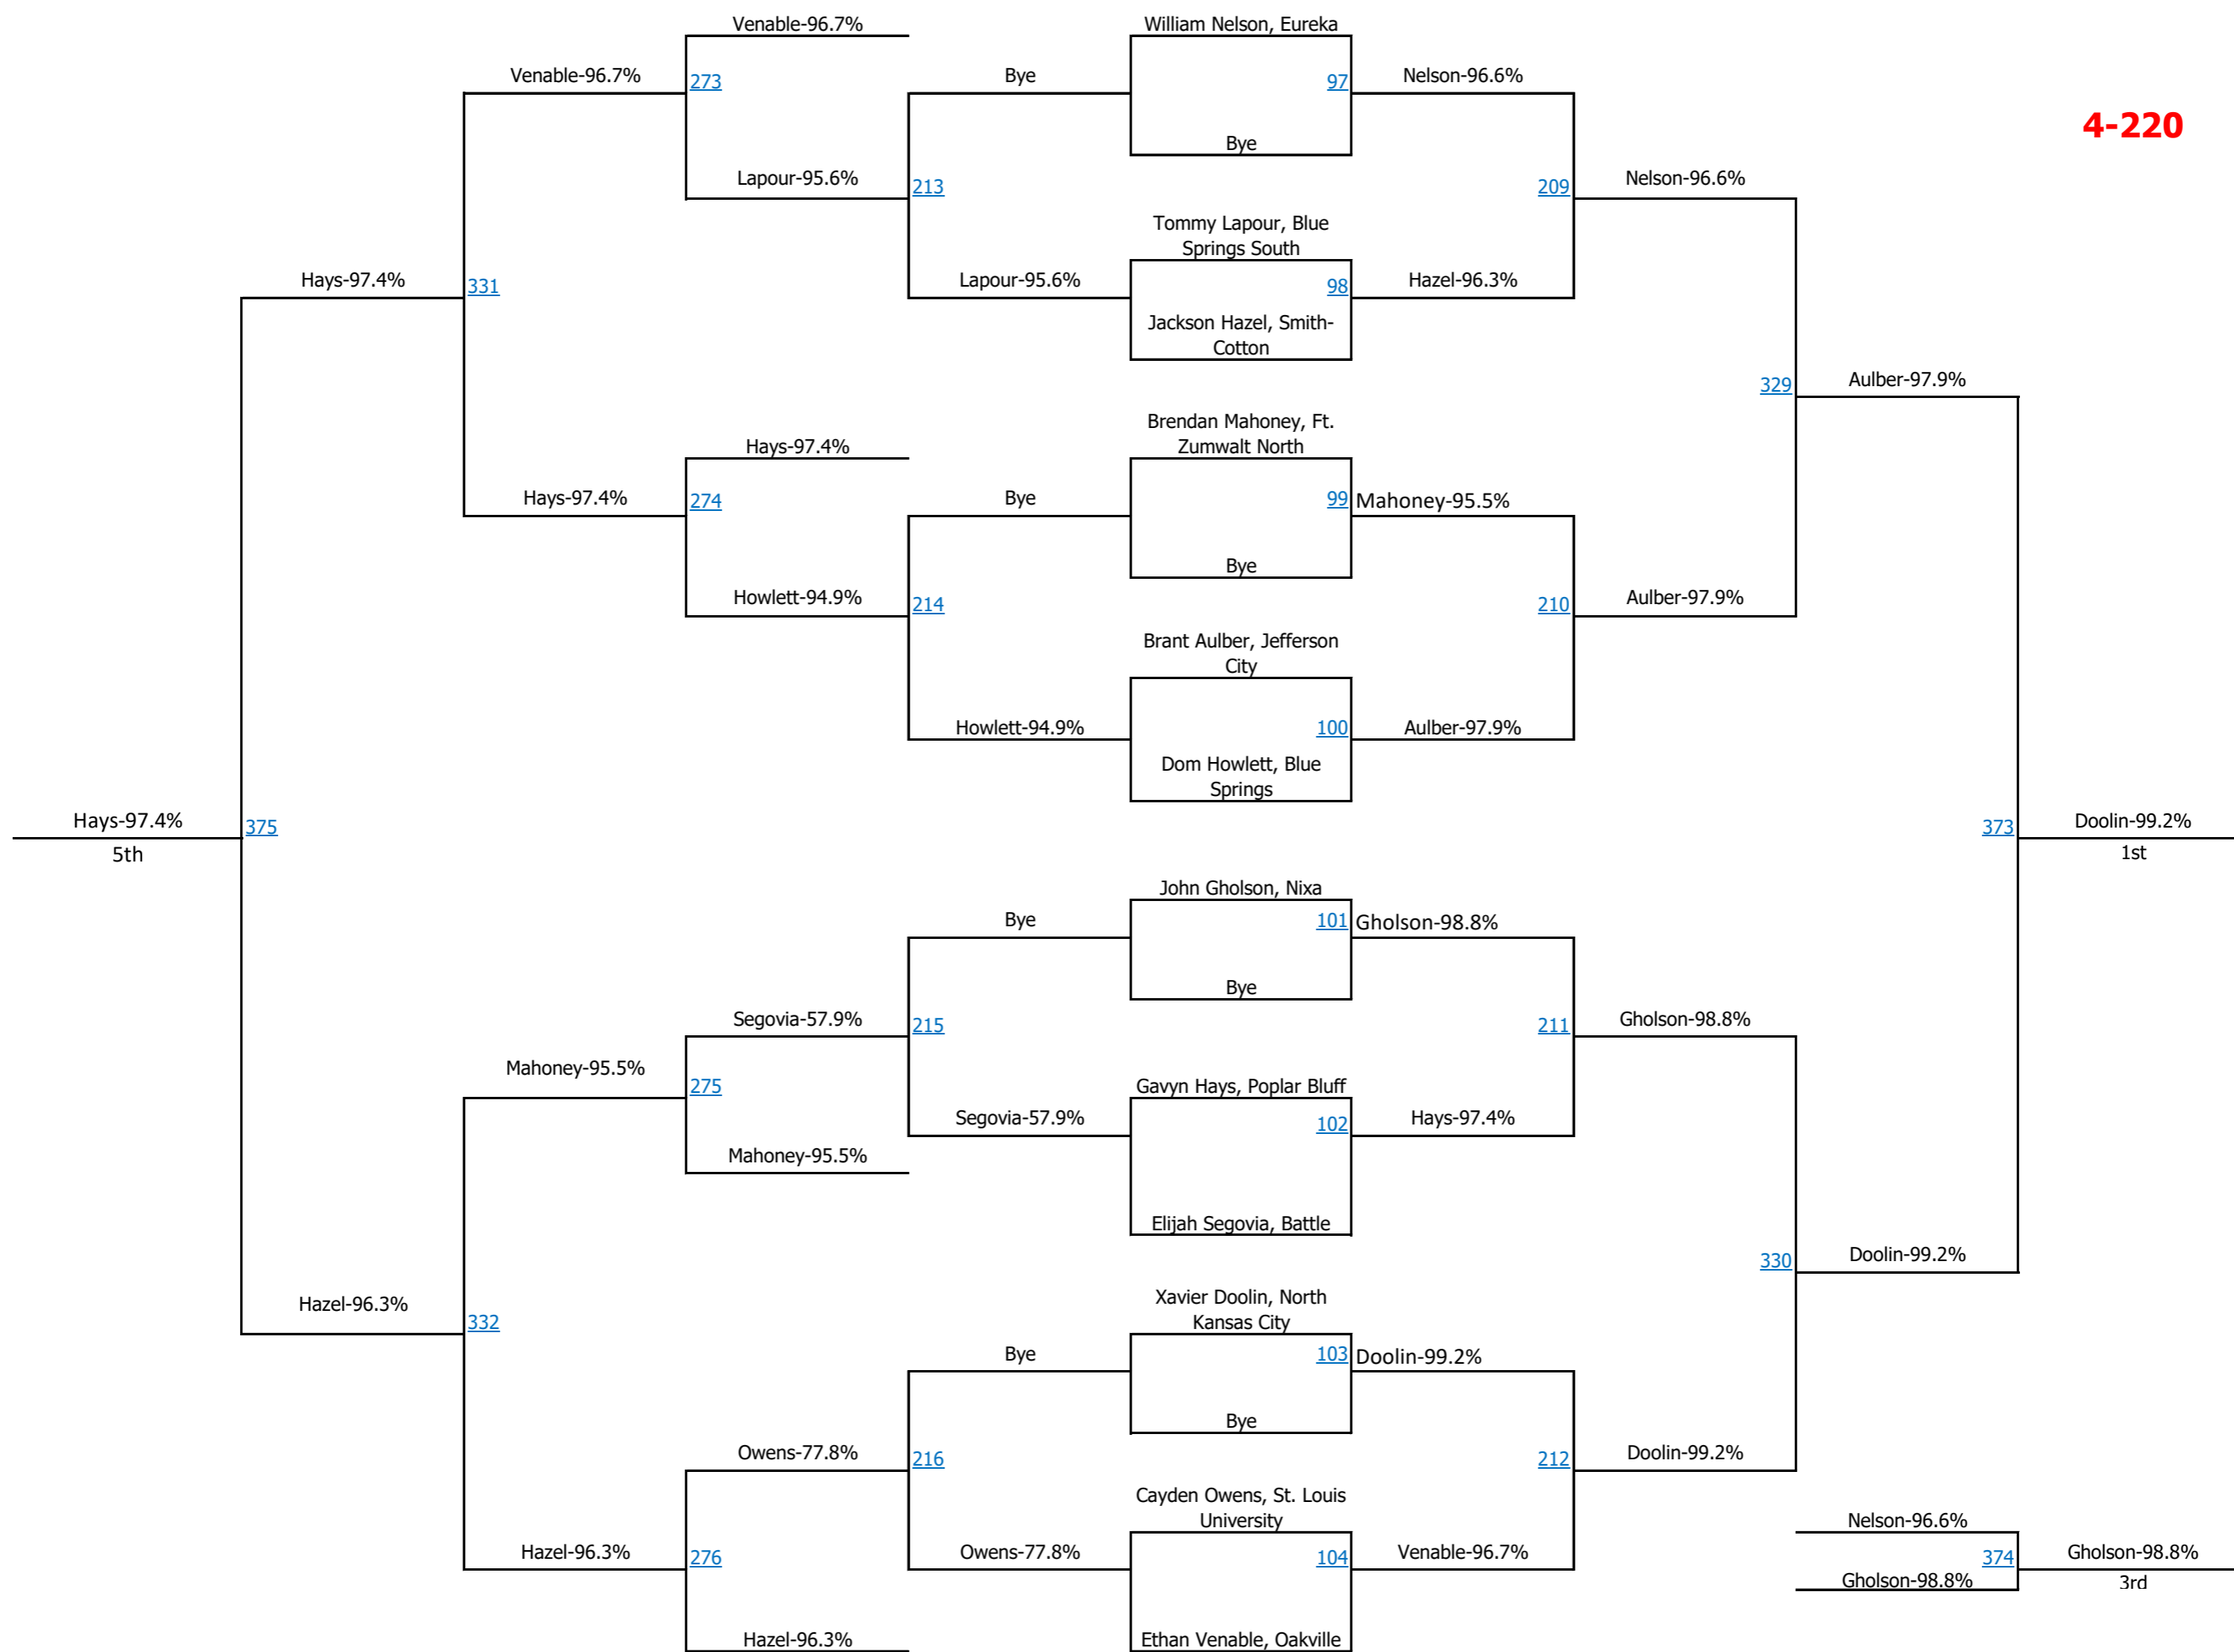 Venable-96.7%
William Nelson, Eureka
Venable-96.7%
273
Bye
97
Nelson-96.6%
4-220
Bye
Lapour-95.6%
213
209
Nelson-96.6%
Tommy Lapour, Blue
Springs South
Hays-97.4%
331
Lapour-95.6%
98
Hazel-96.3%
Jackson Hazel, Smith-
Cotton
329
Aulber-97.9%
Brendan Mahoney, Ft.
Zumwalt North
Hays-97.4%
Hays-97.4%
274
Bye
99
Mahoney-95.5%
Bye
Howlett-94.9%
214
210
Aulber-97.9%
Brant Aulber, Jefferson
City
Howlett-94.9%
100
Aulber-97.9%
Dom Howlett, Blue
Springs
Hays-97.4%
375
373
Doolin-99.2%
5th
1st
John Gholson, Nixa
Bye
101
Gholson-98.8%
Bye
Segovia-57.9%
215
211
Gholson-98.8%
Mahoney-95.5%
275
Gavyn Hays, Poplar Bluff
Segovia-57.9%
102
Hays-97.4%
Mahoney-95.5%
Elijah Segovia, Battle
330
Doolin-99.2%
Hazel-96.3%
332
Xavier Doolin, North
Kansas City
Bye
103
Doolin-99.2%
Bye
Owens-77.8%
216
212
Doolin-99.2%
Cayden Owens, St. Louis
University
Nelson-96.6%
Hazel-96.3%
276
Owens-77.8%
104
Venable-96.7%
374
Gholson-98.8%
Gholson-98.8%
3rd
Hazel-96.3%
Ethan Venable, Oakville